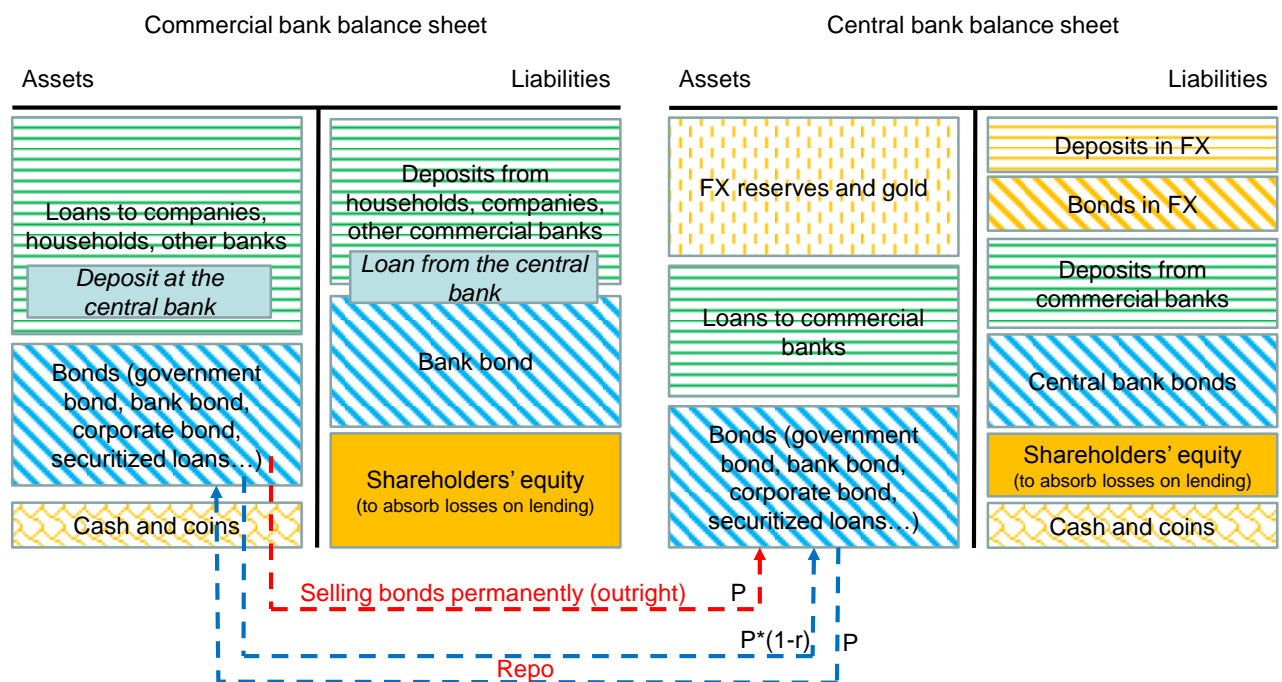 Commercial bank balance sheet
Central bank balance sheet
Assets
Liabilities
Assets
Liabilities
Loans to companies,
households, other banks
Deposit at the
central bank
Bonds (government
bond, bank bond,
corporate bond,
securitized loans…)
Cash and coins
Deposits from
households, companies,
other commercial banks
Loan from the central
bank
Bank bond
Shareholders’ equity
(to absorb losses on lending)
FX reserves and gold
Loans to commercial
banks
Bonds (government
bond, bank bond,
corporate bond,
securitized loans…)
Deposits in FX
Bonds in FX
Deposits from
commercial banks
Central bank bonds
Shareholders’ equity
(to absorb losses on lending)
Cash and coins
Selling bonds permanently (outright)
P
P*(1-r)
P
Repo